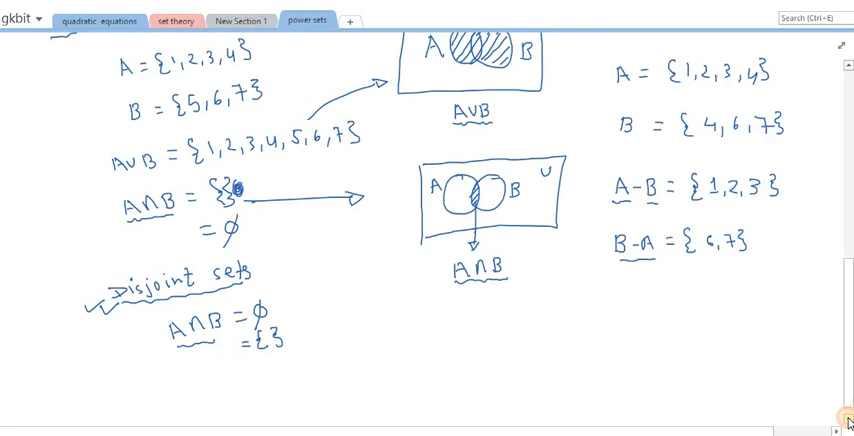 gkbit
quadratic equations
set theory
New Section 1
power sets
Search (Ctrl+E)
A = {1,2,3,4}
B = {5,6,7}
A∪B = {1,2,3,4,5,6,7}
A∩B = {}
= ϕ
Disjoint sets
A∩B = ϕ
= { }
A B
A∪B
A B U
A∩B
A = {1,2,3,4}
B = {4,6,7}
A-B = {1,2,3}
B-A = {6,7}